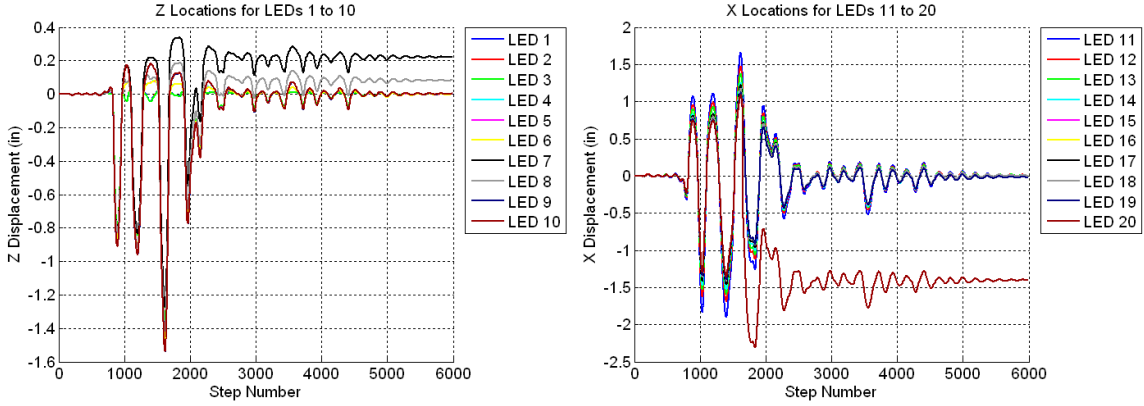 Z Locations for LEDs 1 to 10
0.4
0.2
0
-0.2
-0.4
-0.6
-0.8
-1
-1.2
-1.4
-1.6
Z Displacement (in)
0 1000 2000 3000 4000 5000 6000
Step Number
LED 1
LED 2
LED 3
LED 4
LED 5
LED 6
LED 7
LED 8
LED 9
LED 10
X Locations for LEDs 11 to 20
2
1.5
1
0.5
0
-0.5
-1
-1.5
-2
-2.5
X Displacement (in)
0 1000 2000 3000 4000 5000 6000
Step Number
LED 11
LED 12
LED 13
LED 14
LED 15
LED 16
LED 17
LED 18
LED 19
LED 20